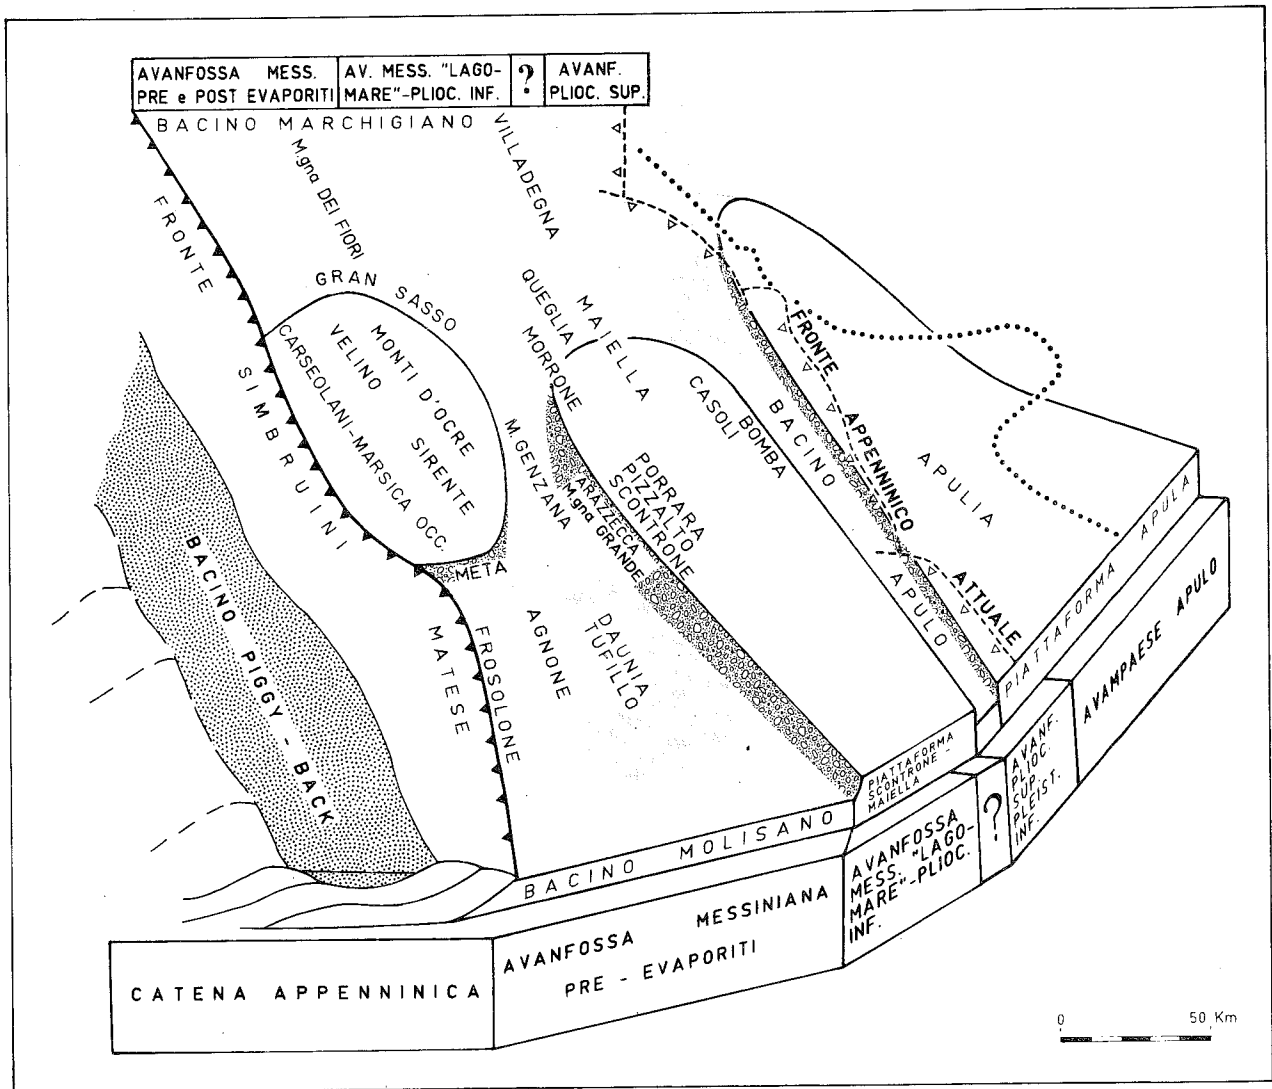 AVANFOSSA MESS.
PRE e POST EVAPORITI
AV. MESS. "LAGO-
MARE"-PLIOC. INF.
?
AVANF.
PLIOC. SUP.
BACINO MARCHIGIANO
M.gna DEI FIORI
VILLADEGNA
FRONTE
SIMBRUINI
GRAN SASSO
MONTI D'OCRE
VELINO
SIRENTE
CARSEOLANI-MARSICA OCC.
QUEGLIA
MORRONE
MAIELLA
CASOLI
BOMBA
BACINO
APULO
FRONTE
APPENNINICO
ATTUALE
APULIA
M. GENZANA
ARAZZECCA
M.gna GRANDE
PORRARA
PIZZALTO
SCONTRONE
META
MATESE
FROSOLONE
AGNONE
DAUNIA
TUFILLO
BACINO PIGGY - BACK
PIATTAFORMA APULA
AVAMPAESE APULO
PIATTAFORMA
SCONTRONE
MAIELLA
BACINO MOLISANO
AVANF.
PLIOC.
SUP.
PLEIST.
INF.
?
AVANFOSSA
MESS. "LAGO-
MARE"-PLIOC.
INF.
AVANFOSSA MESSINIANA
PRE - EVAPORITI
CATENA APPENNINICA
0 50 Km